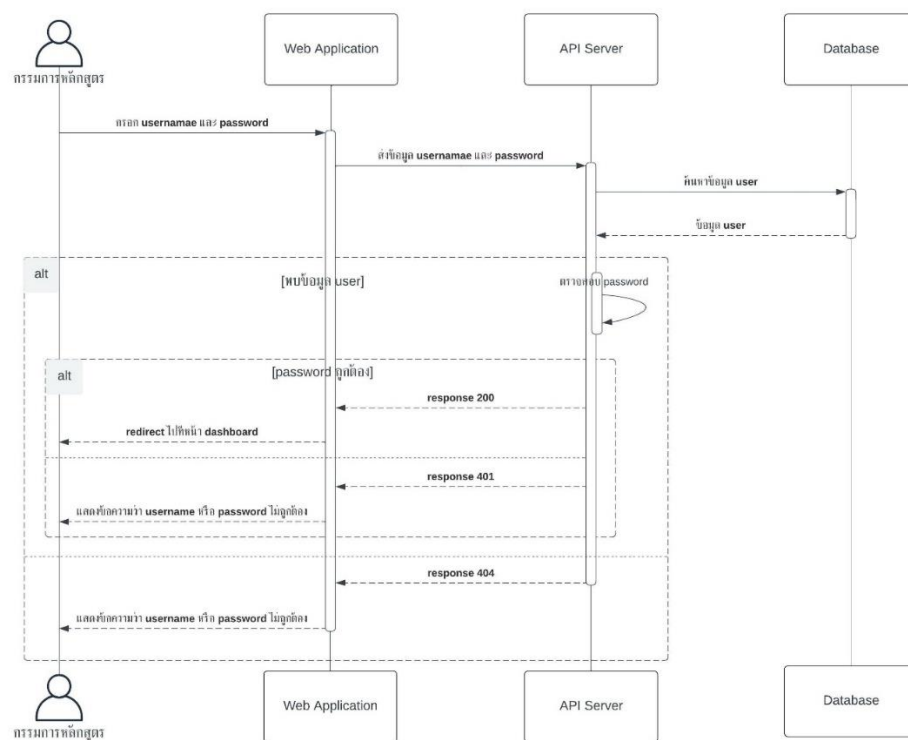 กรรมการหลักสูตร
Web Application
API Server
Database
กรอก usernamae และ password
ส่งข้อมูล usernamae และ password
ค้นหาข้อมูล user
ข้อมูล user
alt
[พบข้อมูล user]
ตรวจสอบ password
alt
[password ถูกต้อง]
response 200
redirect ไปที่หน้า dashboard
response 401
แสดงข้อความว่า username หรือ password ไม่ถูกต้อง
response 404
แสดงข้อความว่า username หรือ password ไม่ถูกต้อง
กรรมการหลักสูตร
Web Application
API Server
Database